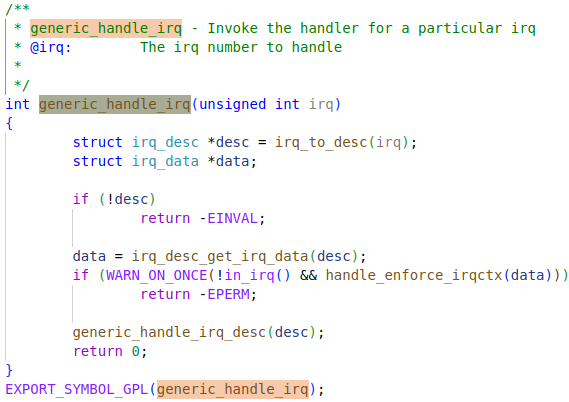 /**
 * generic_handle_irq - Invoke the handler for a particular irq
 * @irq:        The irq number to handle
 *
 */
int generic_handle_irq(unsigned int irq)
{
        struct irq_desc *desc = irq_to_desc(irq);
        struct irq_data *data;

        if (!desc)
                return -EINVAL;

        data = irq_desc_get_irq_data(desc);
        if (WARN_ON_ONCE(!in_irq() && handle_enforce_irqctx(data)))
                return -EPERM;

        generic_handle_irq_desc(desc);
        return 0;
}
EXPORT_SYMBOL_GPL(generic_handle_irq);